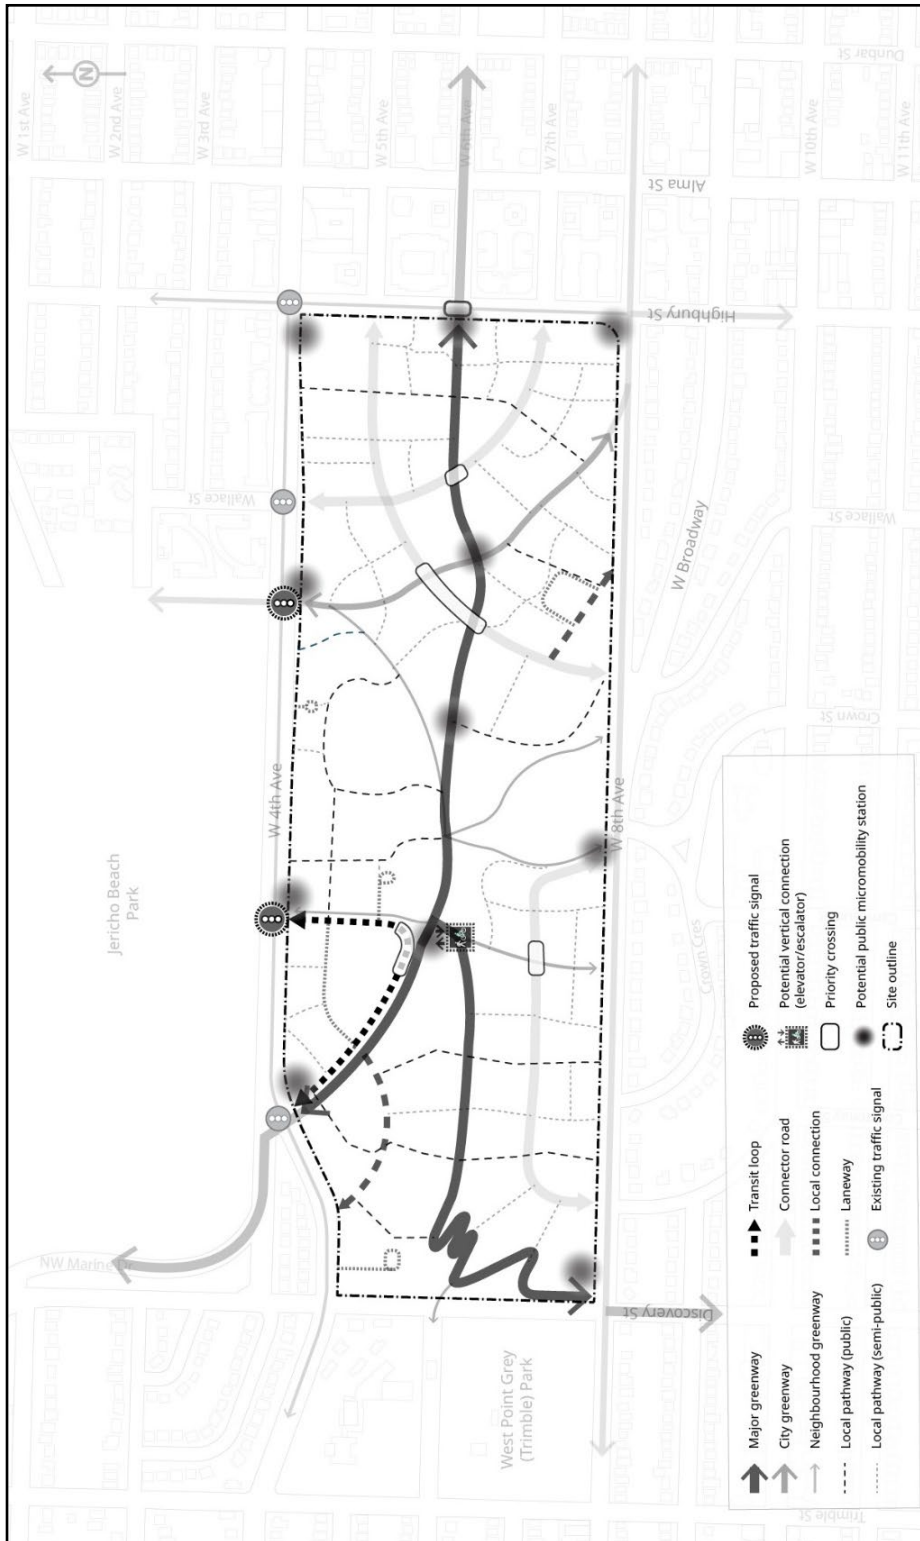 N
W 1st Ave
W 2nd Ave
W 3rd Ave
W 5th Ave
W 6th Ave
W 7th Ave
W 10th Ave
W 11th Ave
Dunbar St
Alma St
Highbury St
Wallace St
Wallace St
W Broadway
Crown St
W 4th Ave
W 8th Ave
Jericho Beach
Park
Crown Cres
NW Marine Dr
Discovery St
West Point Grey
(Trimble) Park
Trimble St
Major greenway
City greenway
Neighbourhood greenway
Local pathway (public)
Local pathway (semi-public)
Transit loop
Connector road
Local connection
Laneway
Existing traffic signal
Proposed traffic signal
Potential vertical connection
(elevator/escalator)
Priority crossing
Potential public micromobility station
Site outline